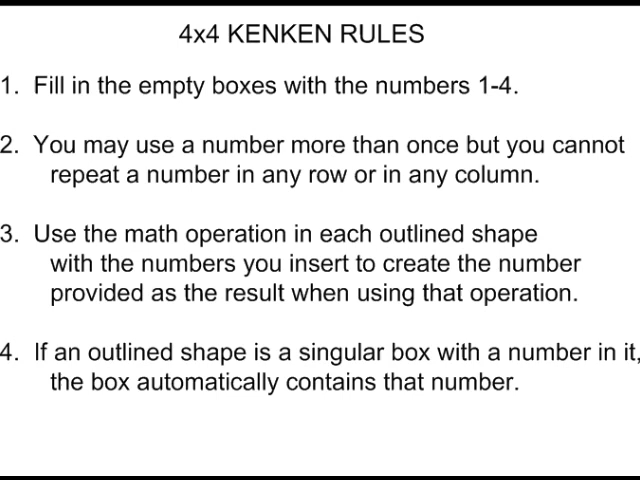 4x4 KENKEN RULES
1. Fill in the empty boxes with the numbers 1-4.
2. You may use a number more than once but you cannot
repeat a number in any row or in any column.
3. Use the math operation in each outlined shape
with the numbers you insert to create the number
provided as the result when using that operation.
4. If an outlined shape is a singular box with a number in it,
the box automatically contains that number.